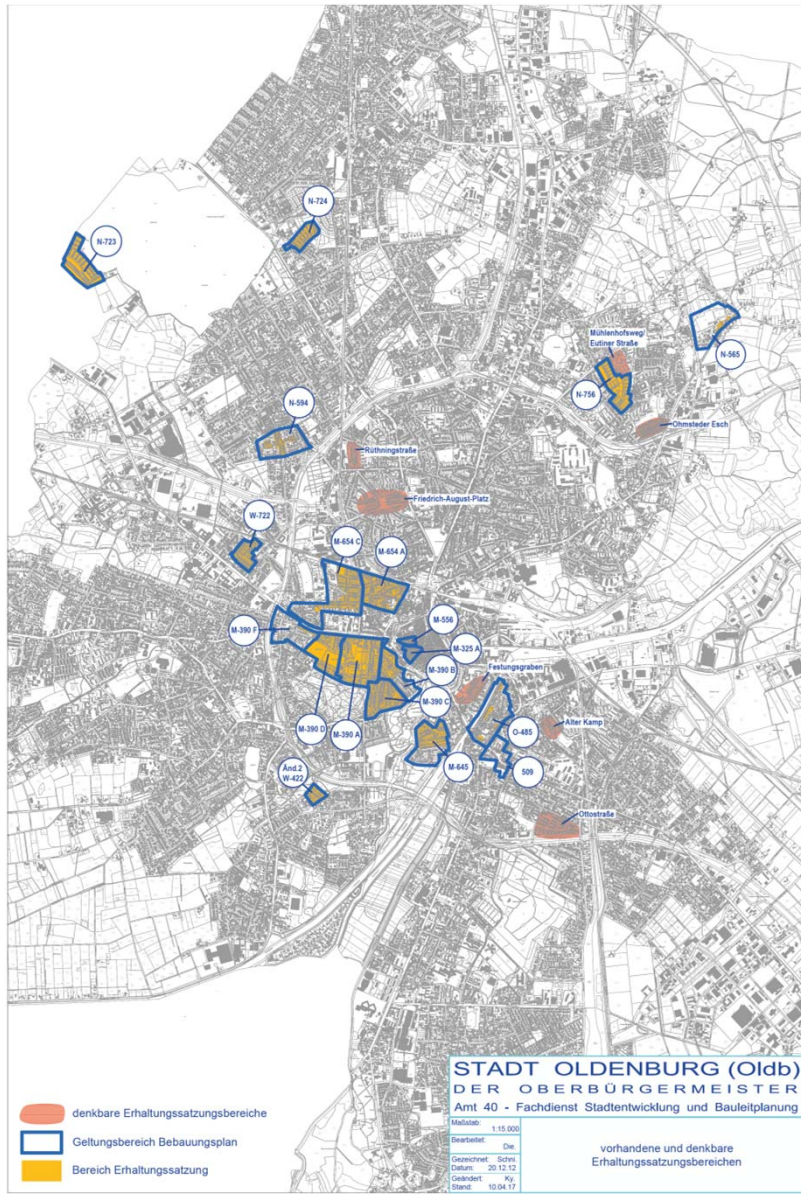 N-724
N-723
Mühlenhofsweg/
Eutiner Straße
N-565
N-756
Ohmsteder Esch
N-594
Rüthningstraße
Friedrich-August-Platz
W-722
M-654 C
M-654 A
M-556
M-390 F
M-325 A
M-390 B
Festungsgraben
M-390 C
M-390 D
M-390 A
O-485
Alter Kamp
M-645
509
Änd.2
W-422
Ottostraße
denkbare Erhaltungssatzungsbereiche
Geltungsbereich Bebauungsplan
Bereich Erhaltungssatzung
STADT OLDENBURG (Oldb)
DER OBERBÜRGERMEISTER
Amt 40 - Fachdienst Stadtentwicklung und Bauleitplanung
Maßstab: 1:15.000
Bearbeitet: Die.
Gezeichnet: Schni.
Datum: 20.12.12
Geändert: Ky.
Stand: 10.04.17
vorhandene und denkbare
Erhaltungssatzungsbereichen